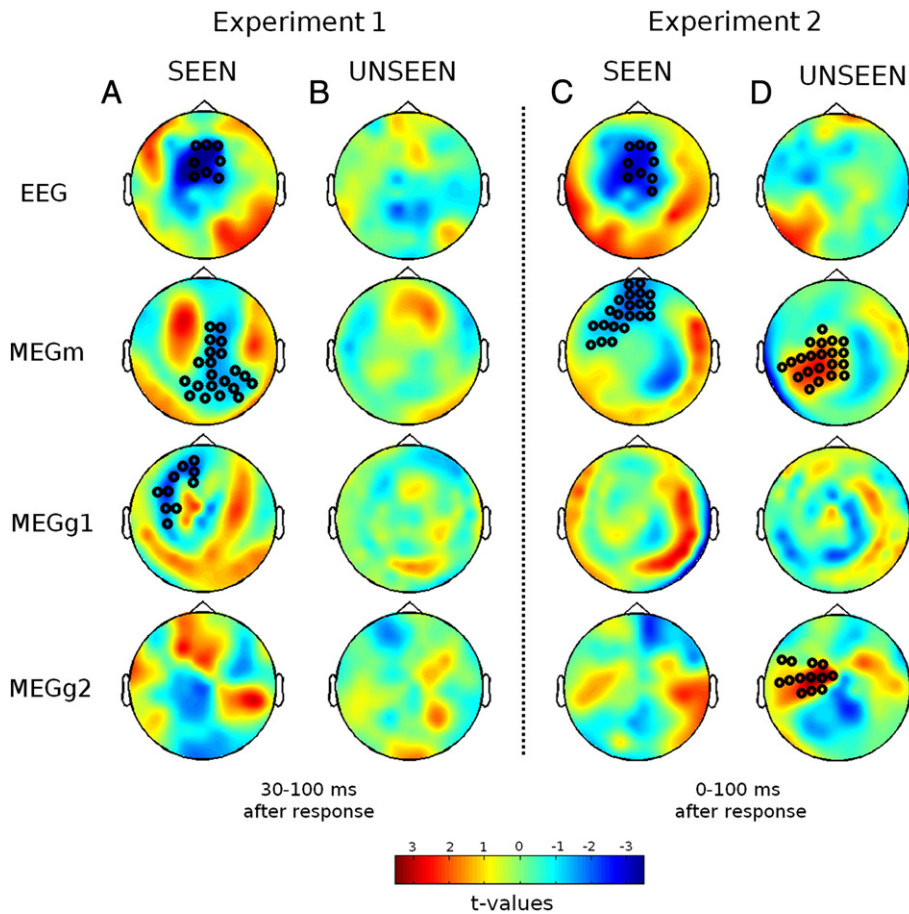 Experiment 1 Experiment 2
SEEN UNSEEN SEEN UNSEEN
A B C D
EEG
MEGm
MEGg1
MEGg2
30-100 ms 0-100 ms
after response after response
3 2 1 0 -1 -2 -3
t-values